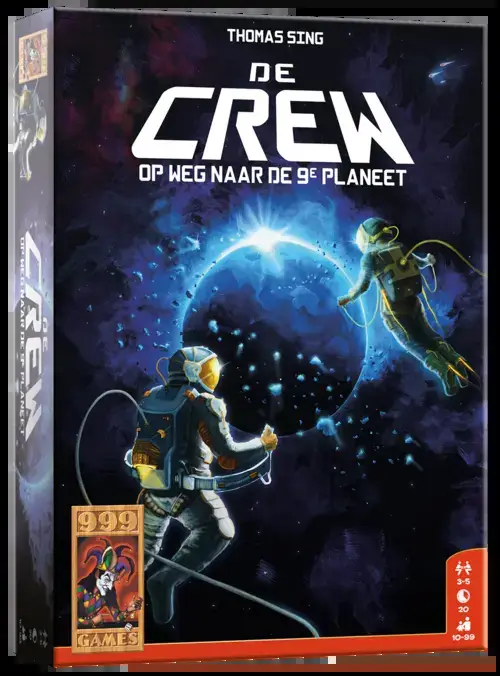 THOMAS SING
DE
CREW
OP WEG NAAR DE 9E PLANEET
DE
CREW
OP WEG NAAR DE 9E PLANEET
999
GAMES
3-5
20
10-99